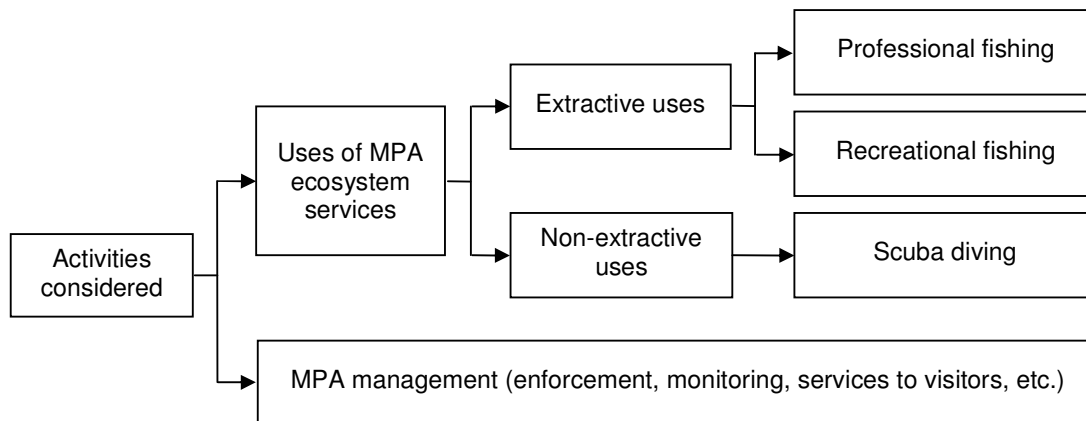 Activities
considered
Uses of MPA
ecosystem
services
Extractive uses
Professional fishing
Recreational fishing
Non-extractive
uses
Scuba diving
MPA management (enforcement, monitoring, services to visitors, etc.)